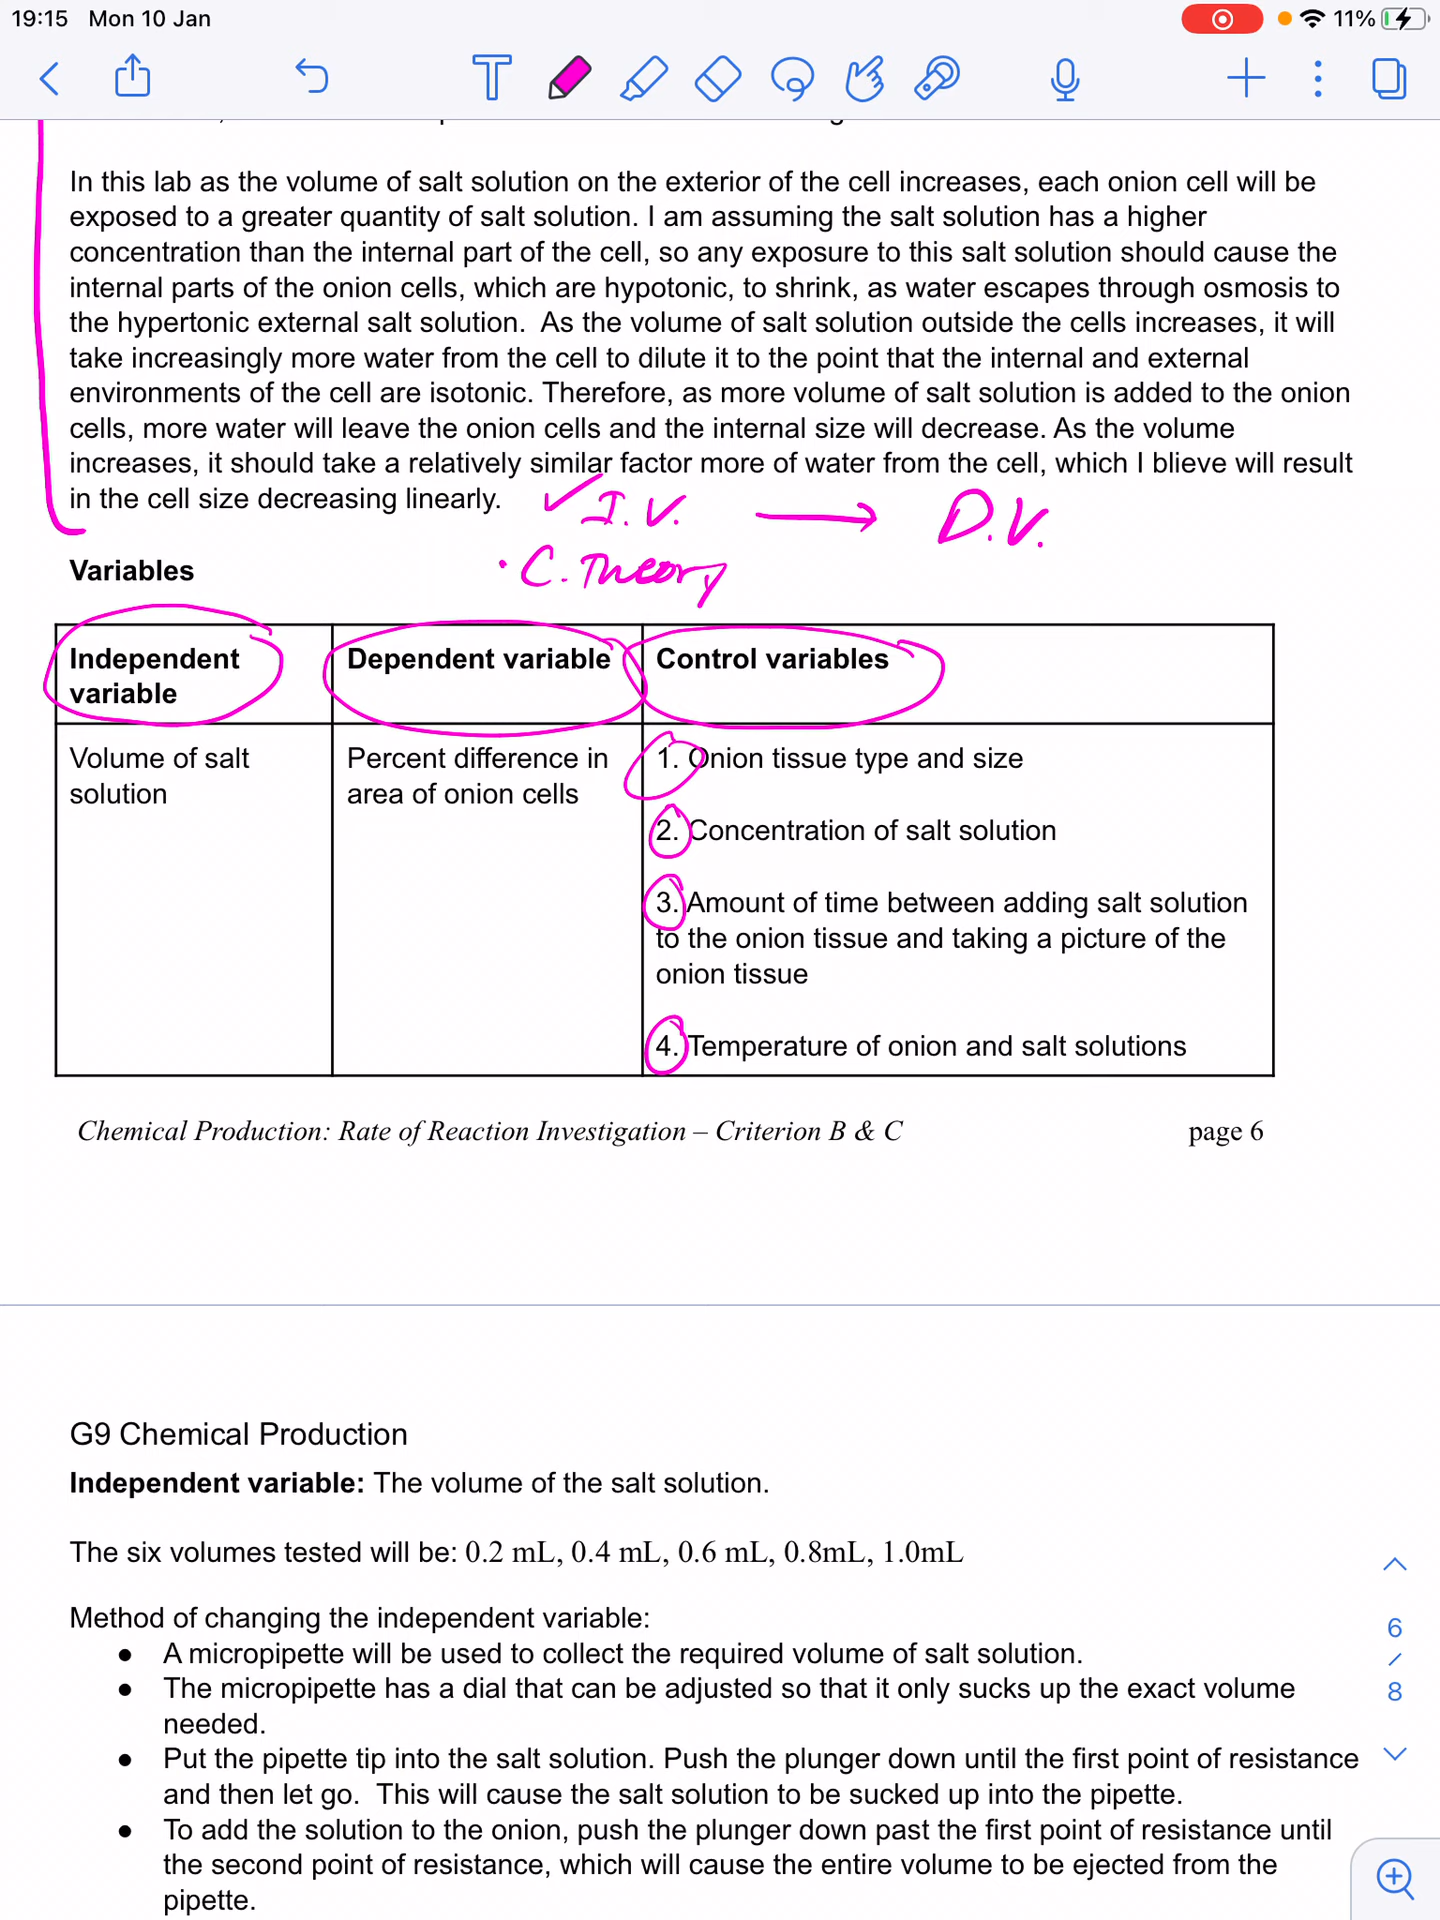 19:15 Mon 10 Jan
11%
In this lab as the volume of salt solution on the exterior of the cell increases, each onion cell will be
exposed to a greater quantity of salt solution. I am assuming the salt solution has a higher
concentration than the internal part of the cell, so any exposure to this salt solution should cause the
internal parts of the onion cells, which are hypotonic, to shrink, as water escapes through osmosis to
the hypertonic external salt solution.  As the volume of salt solution outside the cells increases, it will
take increasingly more water from the cell to dilute it to the point that the internal and external
environments of the cell are isotonic. Therefore, as more volume of salt solution is added to the onion
cells, more water will leave the onion cells and the internal size will decrease. As the volume
increases, it should take a relatively similar factor more of water from the cell, which I blieve will result
in the cell size decreasing linearly.
✓ I.V. → D.V.
· C. Theory
Variables
Independent
variable
Dependent variable
Control variables
Volume of salt
solution
Percent difference in
area of onion cells
1. Onion tissue type and size
2. Concentration of salt solution
3. Amount of time between adding salt solution
to the onion tissue and taking a picture of the
onion tissue
4. Temperature of onion and salt solutions
Chemical Production: Rate of Reaction Investigation – Criterion B & C page 6
G9 Chemical Production
Independent variable: The volume of the salt solution.
The six volumes tested will be: 0.2 mL, 0.4 mL, 0.6 mL, 0.8mL, 1.0mL
Method of changing the independent variable:
● A micropipette will be used to collect the required volume of salt solution.
● The micropipette has a dial that can be adjusted so that it only sucks up the exact volume
needed.
● Put the pipette tip into the salt solution. Push the plunger down until the first point of resistance
and then let go.  This will cause the salt solution to be sucked up into the pipette.
● To add the solution to the onion, push the plunger down past the first point of resistance until
the second point of resistance, which will cause the entire volume to be ejected from the
pipette.
6
/
8